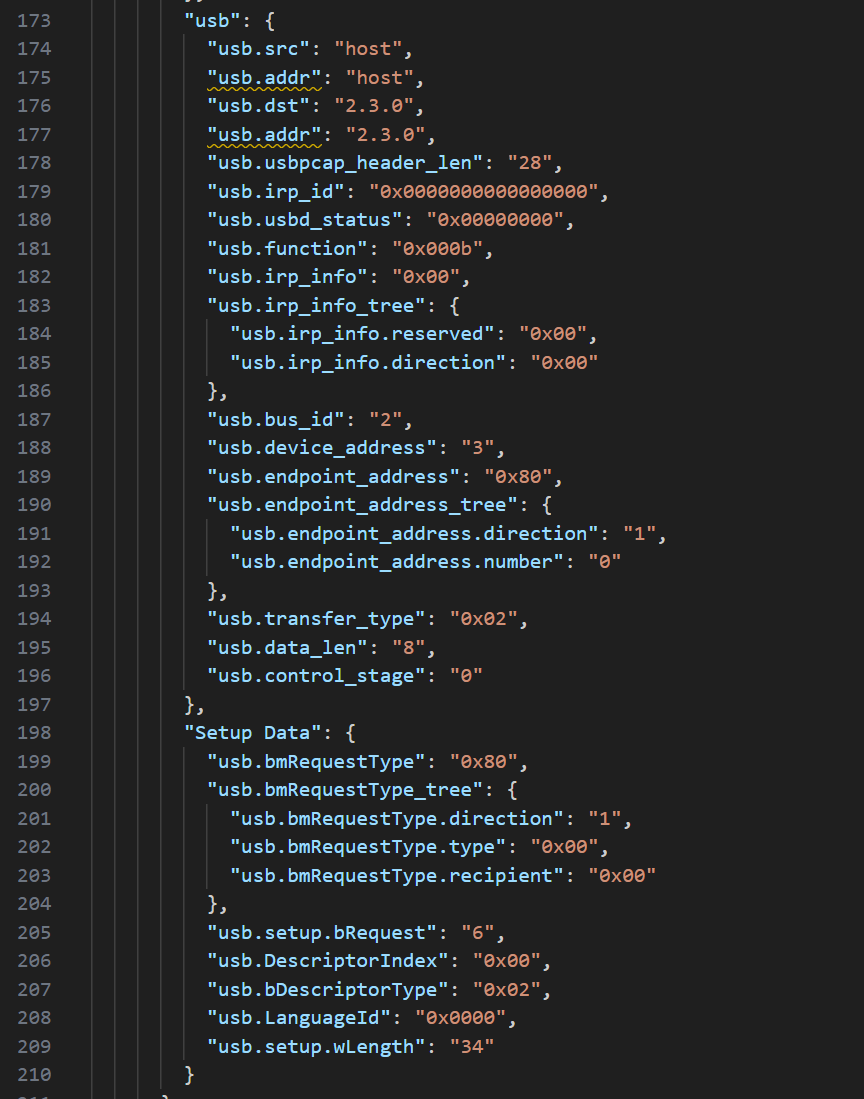 173 "usb": {
174 "usb.src": "host",
175 "usb.addr": "host",
176 "usb.dst": "2.3.0",
177 "usb.addr": "2.3.0",
178 "usb.usbpcap_header_len": "28",
179 "usb.irp_id": "0x0000000000000000",
180 "usb.usbd_status": "0x00000000",
181 "usb.function": "0x000b",
182 "usb.irp_info": "0x00",
183 "usb.irp_info_tree": {
184 "usb.irp_info.reserved": "0x00",
185 "usb.irp_info.direction": "0x00"
186 },
187 "usb.bus_id": "2",
188 "usb.device_address": "3",
189 "usb.endpoint_address": "0x80",
190 "usb.endpoint_address_tree": {
191 "usb.endpoint_address.direction": "1",
192 "usb.endpoint_address.number": "0"
193 },
194 "usb.transfer_type": "0x02",
195 "usb.data_len": "8",
196 "usb.control_stage": "0"
197 },
198 "Setup Data": {
199 "usb.bmRequestType": "0x80",
200 "usb.bmRequestType_tree": {
201 "usb.bmRequestType.direction": "1",
202 "usb.bmRequestType.type": "0x00",
203 "usb.bmRequestType.recipient": "0x00"
204 },
205 "usb.setup.bRequest": "6",
206 "usb.DescriptorIndex": "0x00",
207 "usb.bDescriptorType": "0x02",
208 "usb.LanguageId": "0x0000",
209 "usb.setup.wLength": "34"
210 }